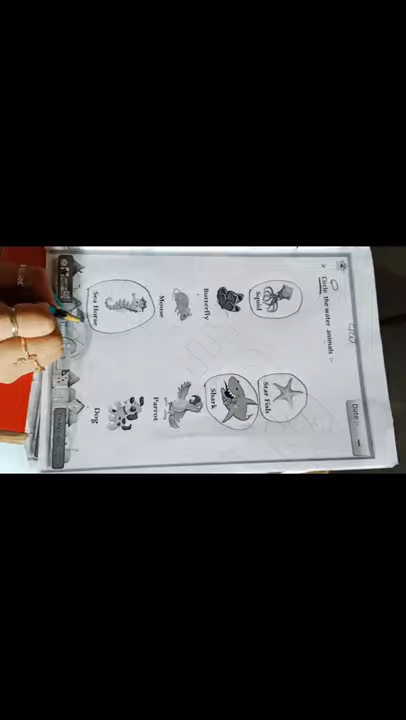 Date
Circle the water animals :-
Squid
Star Fish
Butterfly
Shark
Mouse
Parrot
Sea Horse
Dog